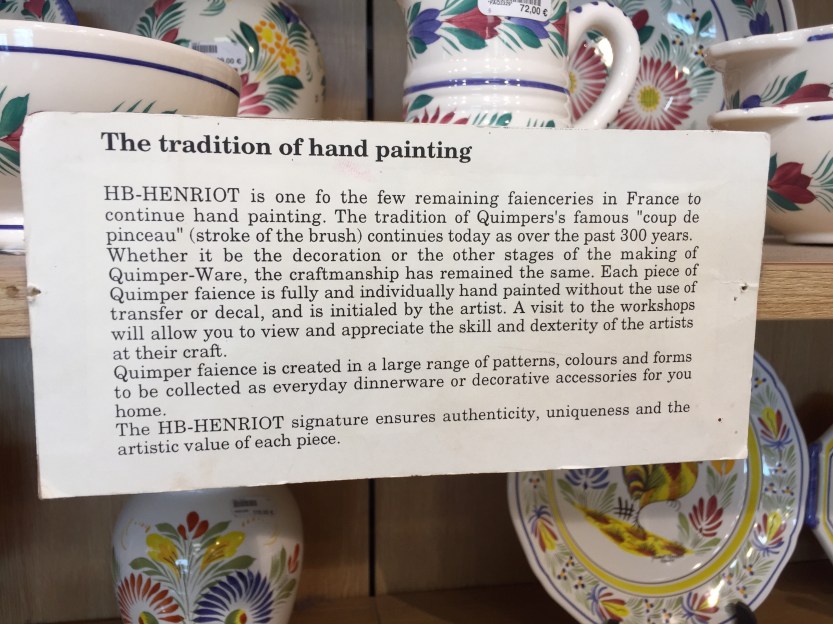 72,00 €
The tradition of hand painting
HB-HENRIOT is one fo the few remaining faienceries in France to
continue hand painting. The tradition of Quimpers's famous "coup de
pinceau" (stroke of the brush) continues today as over the past 300 years.
Whether it be the decoration or the other stages of the making of
Quimper-Ware, the craftmanship has remained the same. Each piece of
Quimper faience is fully and individually hand painted without the use of
transfer or decal, and is initialed by the artist. A visit to the workshops
will allow you to view and appreciate the skill and dexterity of the artists
at their craft.
Quimper faience is created in a large range of patterns, colours and forms
to be collected as everyday dinnerware or decorative accessories for you
home.
The HB-HENRIOT signature ensures authenticity, uniqueness and the
artistic value of each piece.